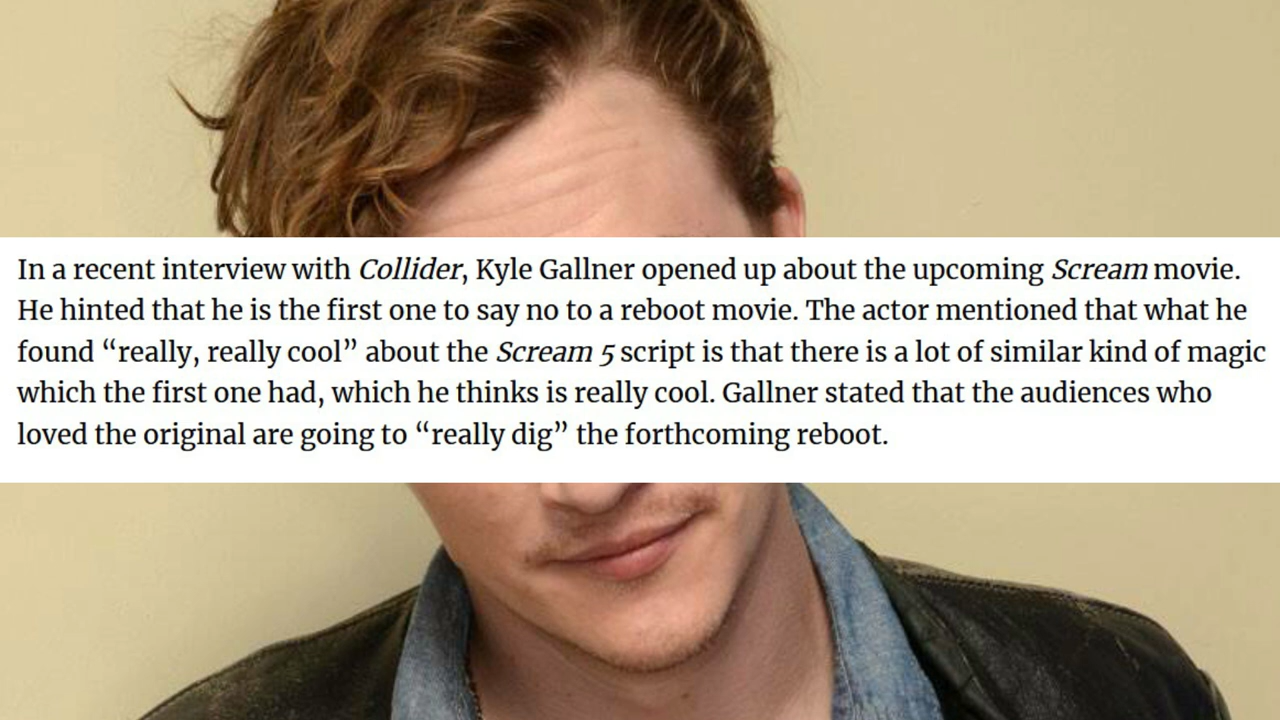 In a recent interview with Collider, Kyle Gallner opened up about the upcoming Scream movie.
He hinted that he is the first one to say no to a reboot movie. The actor mentioned that what he
found “really, really cool” about the Scream 5 script is that there is a lot of similar kind of magic
which the first one had, which he thinks is really cool. Gallner stated that the audiences who
loved the original are going to “really dig” the forthcoming reboot.